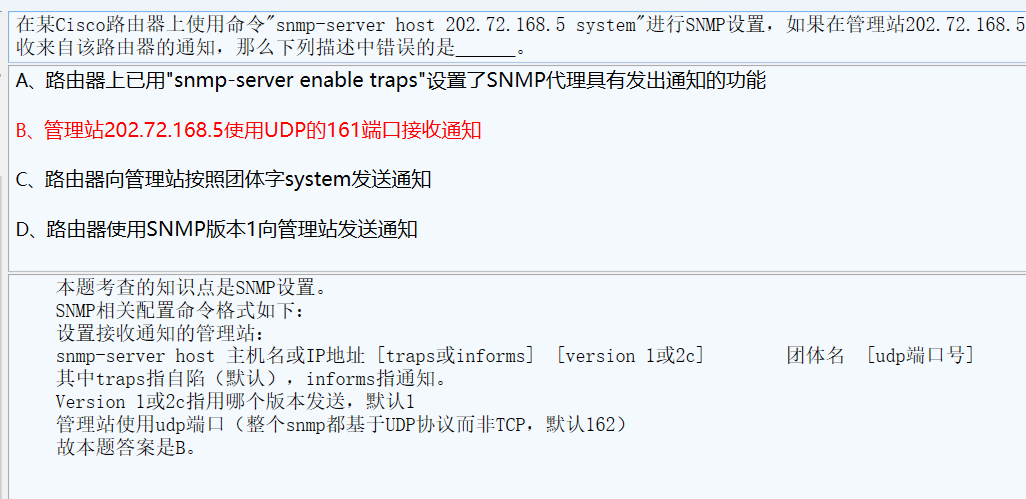 在某Cisco路由器上使用命令"snmp-server host 202.72.168.5 system"进行SNMP设置，如果在管理站202.72.168.5
收来自该路由器的通知，那么下列描述中错误的是______。
A、路由器上已用"snmp-server enable traps"设置了SNMP代理具有发出通知的功能
B、管理站202.72.168.5使用UDP的161端口接收通知
C、路由器向管理站按照团体字system发送通知
D、路由器使用SNMP版本1向管理站发送通知
本题考查的知识点是SNMP设置。
SNMP相关配置命令格式如下：
设置接收通知的管理站：
snmp-server host 主机名或IP地址 [traps或informs] [version 1或2c] 团体名 [udp端口号]
其中traps指自陷（默认），informs指通知。
Version 1或2c指用哪个版本发送，默认1
管理站使用udp端口（整个snmp都基于UDP协议而非TCP，默认162）
故本题答案是B。